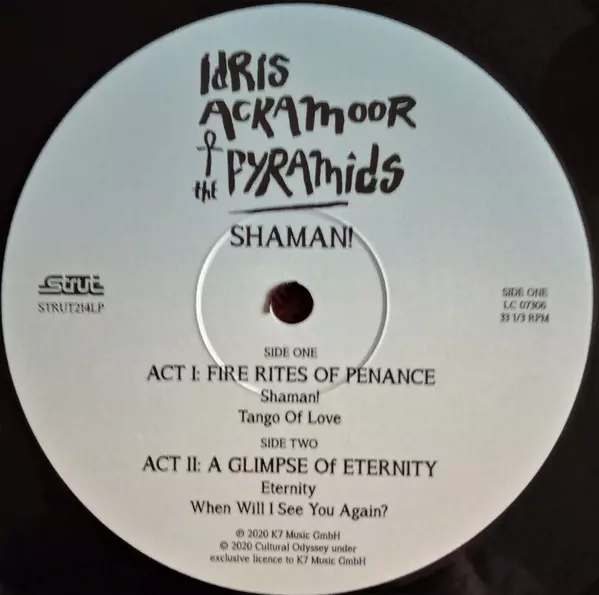 IdRIS
ACKAmooR
the PYRAmids
SHAMAN!
Strut
STRUT214LP
SIDE ONE
LC 07306
33 1/3 RPM
SIDE ONE
ACT I: FIRE RITES OF PENANCE
Shaman!
Tango Of Love
SIDE TWO
ACT II: A GLIMPSE Of ETERNITY
Eternity
When Will I See You Again?
℗ 2020 K7 Music GmbH
© 2020 Cultural Odyssey under
exclusive licence to K7 Music GmbH